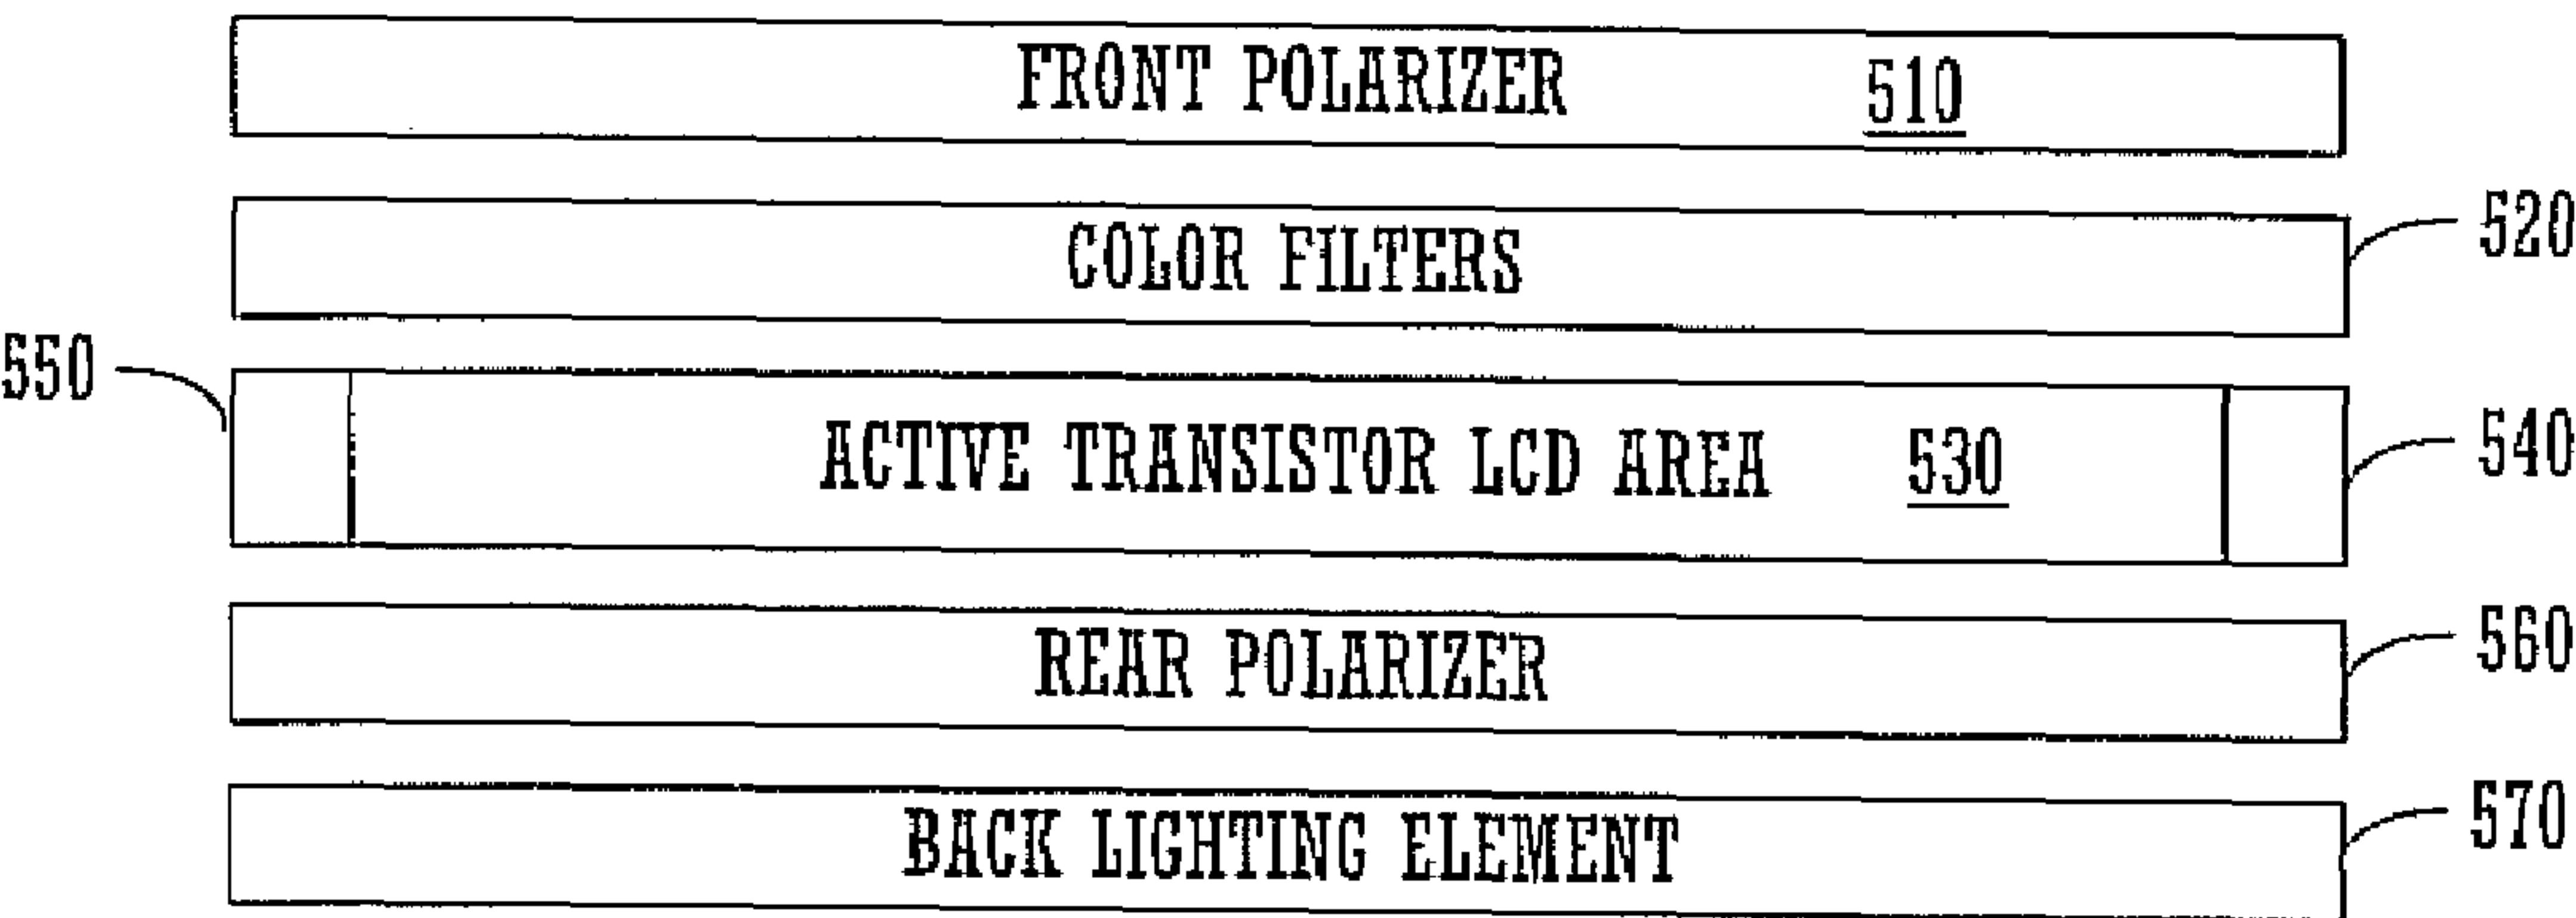 FRONT POLARIZER 510
COLOR FILTERS 520
550
ACTIVE TRANSISTOR LCD AREA 530
540
REAR POLARIZER 560
BACK LIGHTING ELEMENT 570